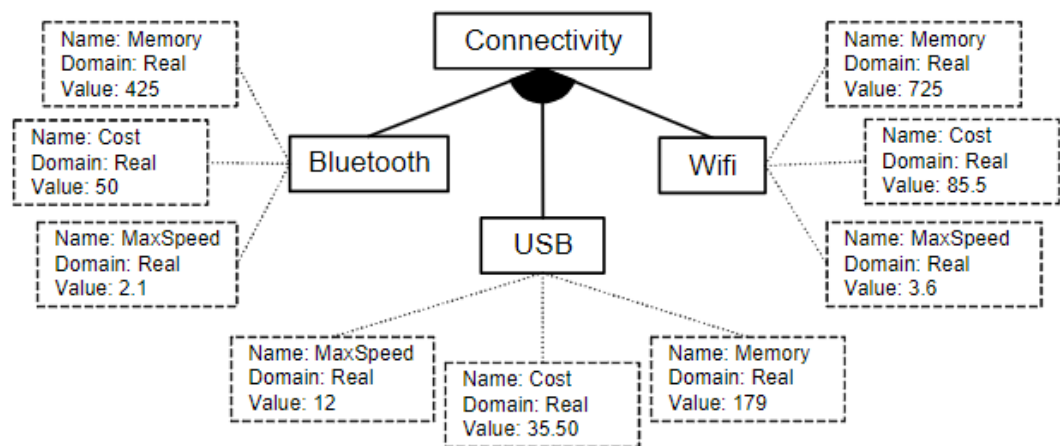 Connectivity
Name: Memory
Domain: Real
Value: 425
Name: Cost
Domain: Real
Value: 50
Name: MaxSpeed
Domain: Real
Value: 2.1
Bluetooth
USB
Name: MaxSpeed
Domain: Real
Value: 12
Name: Cost
Domain: Real
Value: 35.50
Name: Memory
Domain: Real
Value: 179
Wifi
Name: Memory
Domain: Real
Value: 725
Name: Cost
Domain: Real
Value: 85.5
Name: MaxSpeed
Domain: Real
Value: 3.6